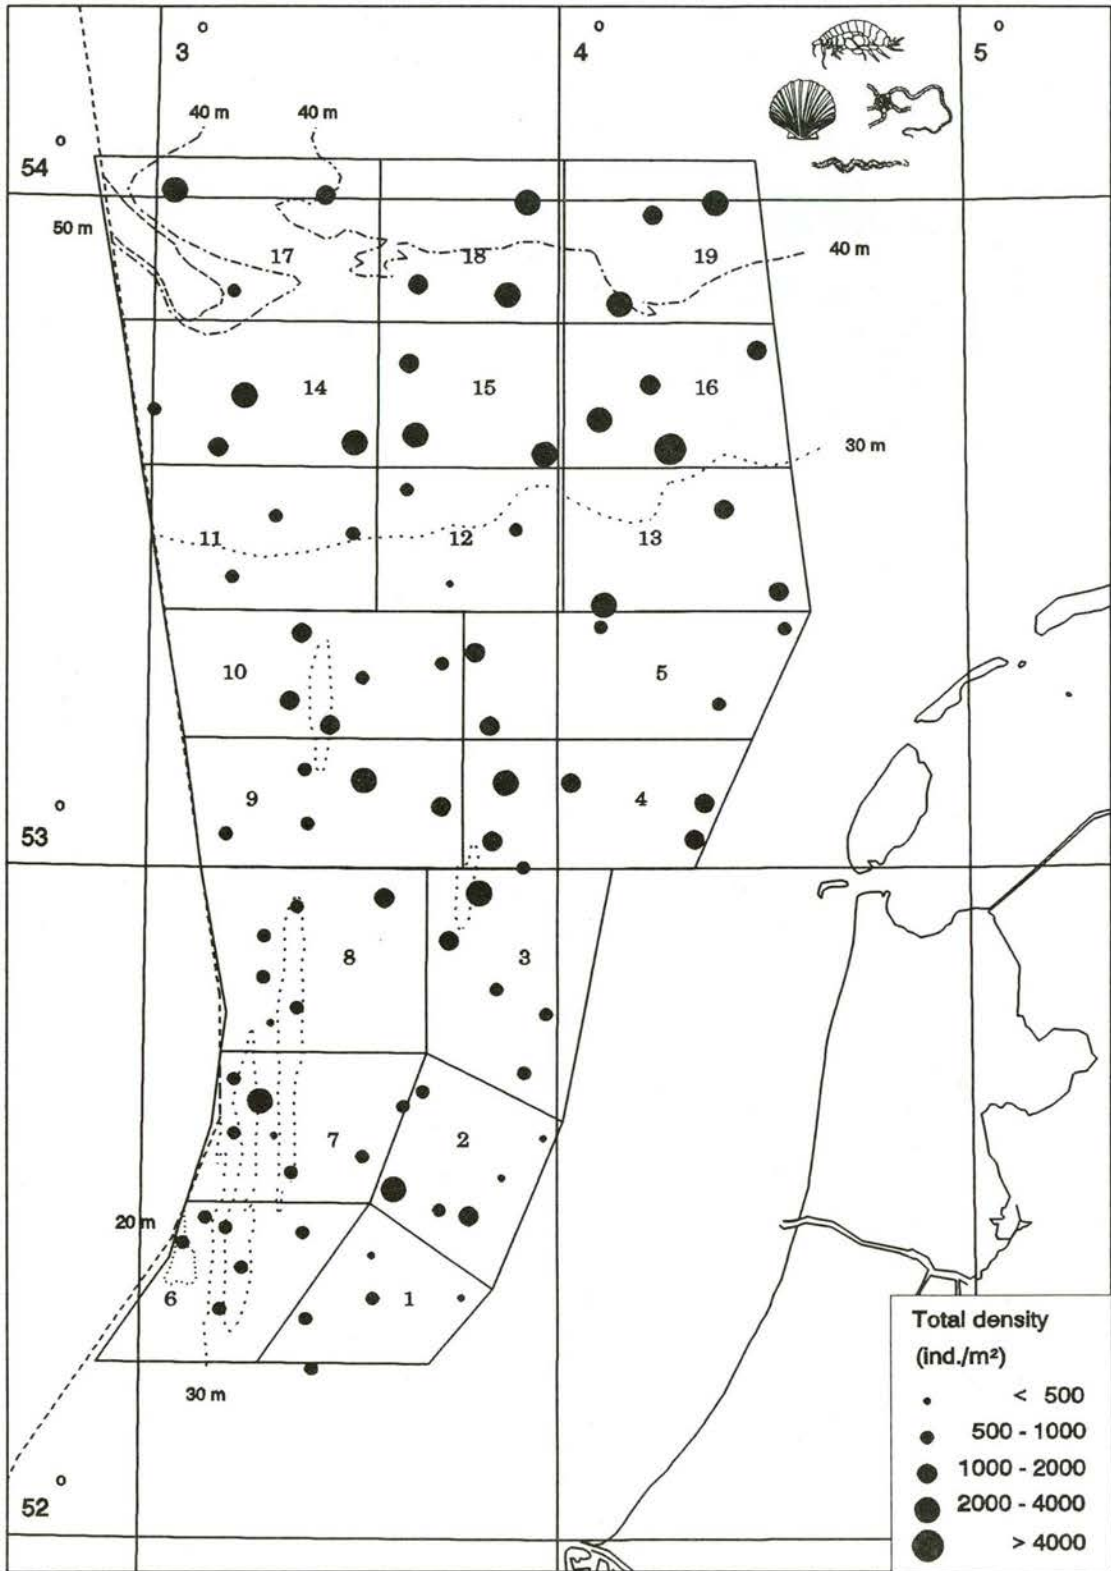 3 ° 4 ° 5 °
40 m 40 m
54 °
50 m
17 18 19 40 m
14 15 16
30 m
11 12 13
10 5
9 4
53 °
8 3
7 2
20 m
6 1
30 m
52 °
Total density
(ind./m²)
< 500
500 - 1000
1000 - 2000
2000 - 4000
> 4000